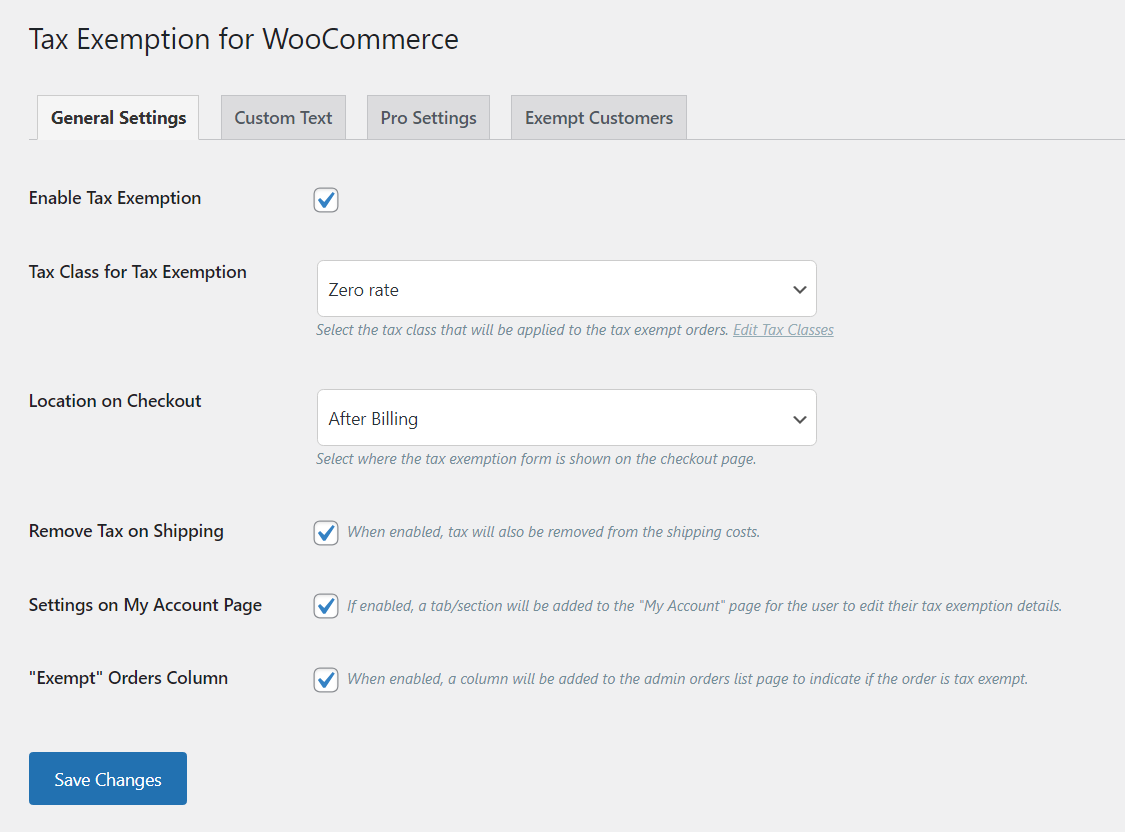 Tax Exemption for WooCommerce
General Settings Custom Text Pro Settings Exempt Customers
Enable Tax Exemption
Tax Class for Tax Exemption
Zero rate
Select the tax class that will be applied to the tax exempt orders. Edit Tax Classes
Location on Checkout
After Billing
Select where the tax exemption form is shown on the checkout page.
Remove Tax on Shipping When enabled, tax will also be removed from the shipping costs.
Settings on My Account Page If enabled, a tab/section will be added to the "My Account" page for the user to edit their tax exemption details.
"Exempt" Orders Column When enabled, a column will be added to the admin orders list page to indicate if the order is tax exempt.
Save Changes